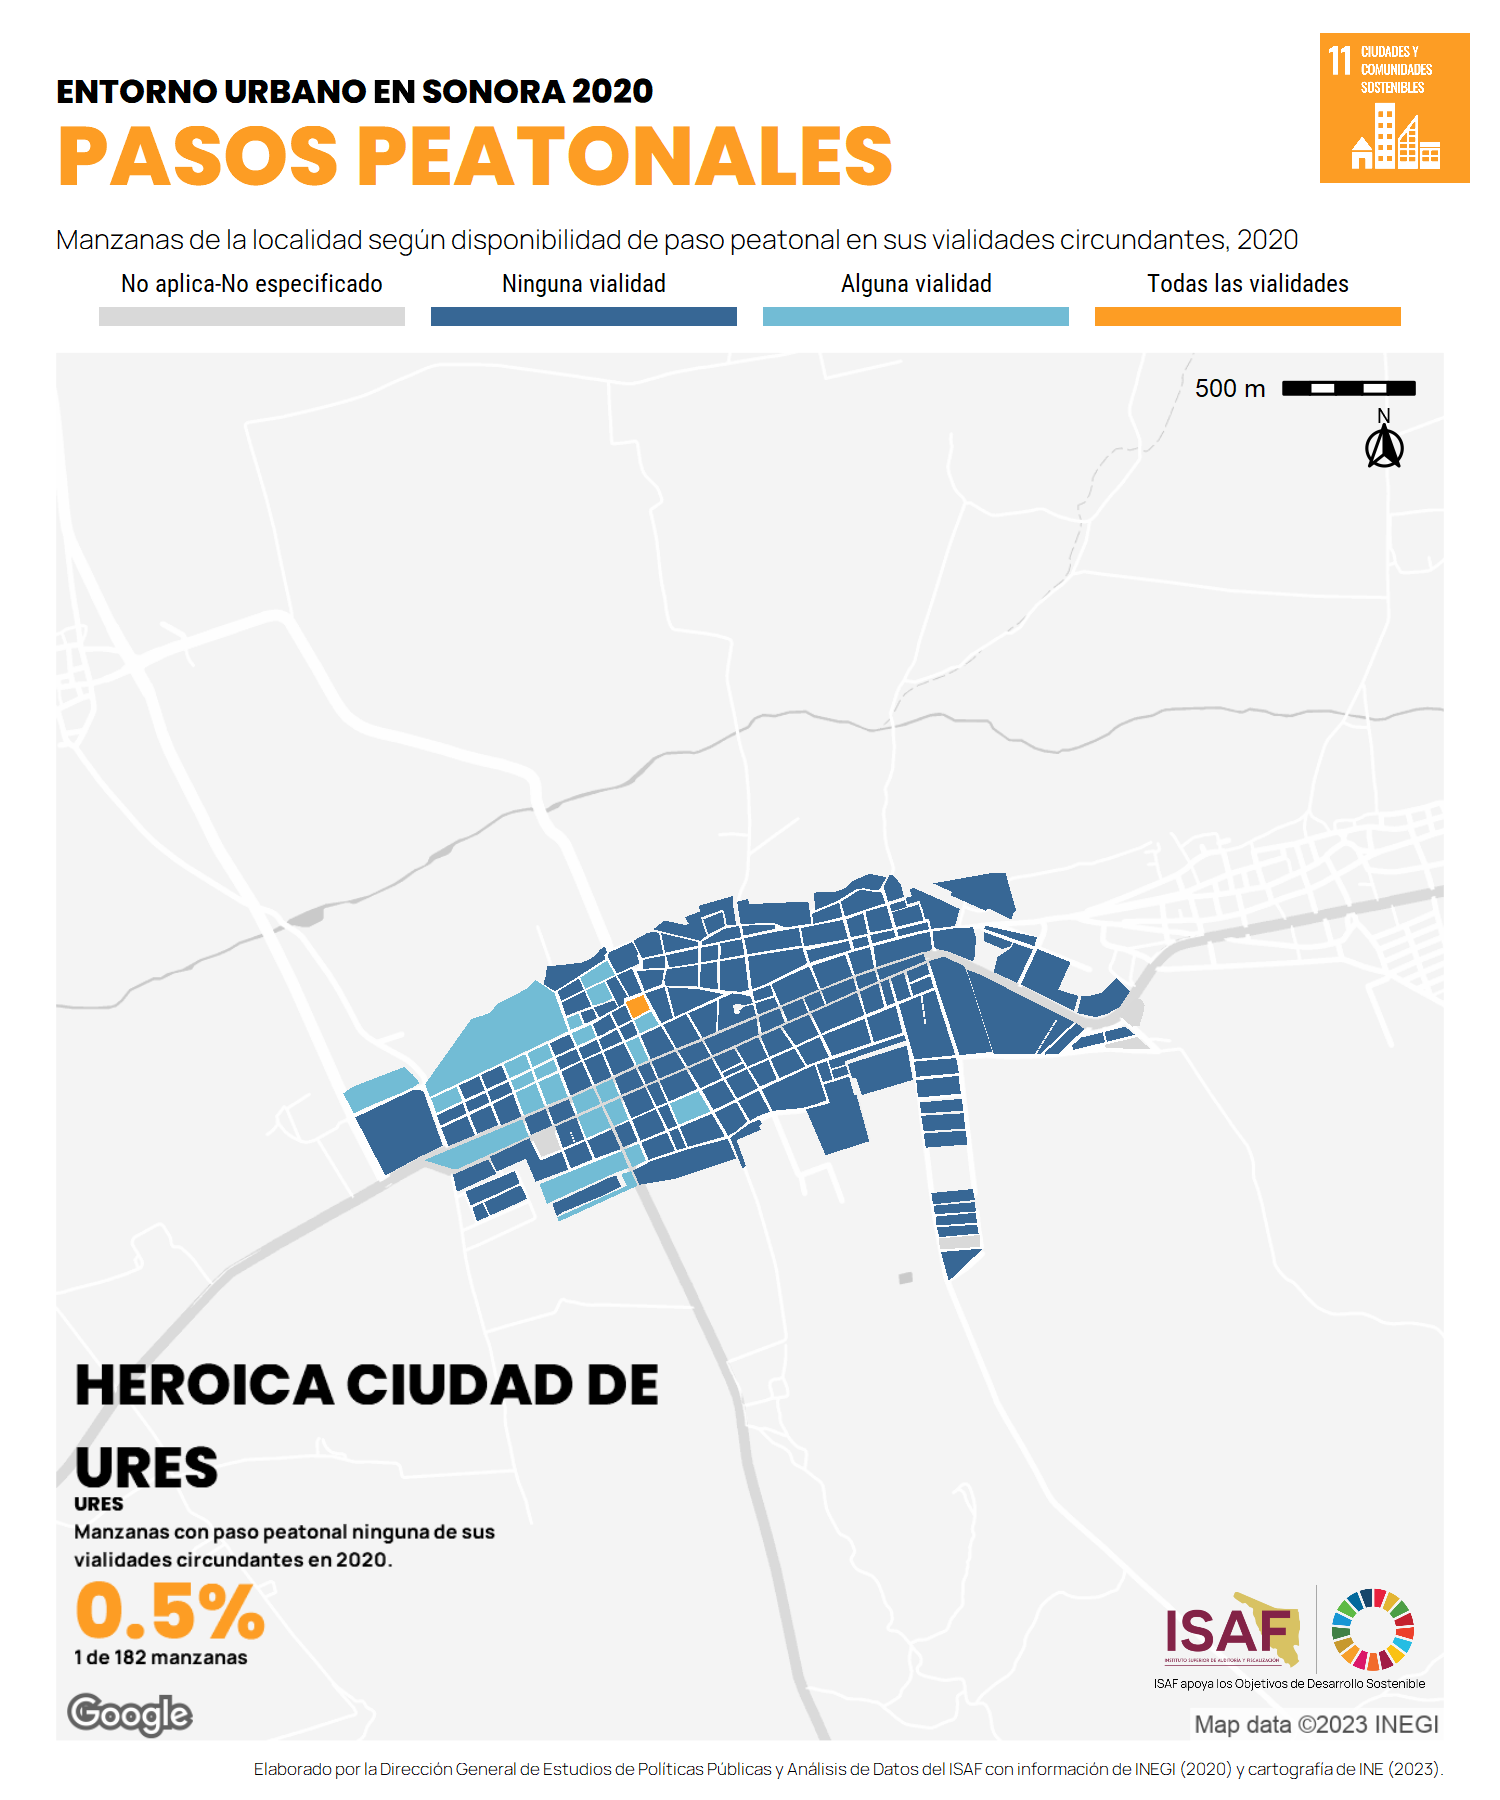 ENTORNO URBANO EN SONORA 2020
PASOS PEATONALES
11 CIUDADES Y
COMUNIDADES
SOSTENIBLES
Manzanas de la localidad según disponibilidad de paso peatonal en sus vialidades circundantes, 2020
No aplica-No especificado
Ninguna vialidad
Alguna vialidad
Todas las vialidades
500 m
N
HEROICA CIUDAD DE
URES
URES
Manzanas con paso peatonal ninguna de sus
vialidades circundantes en 2020.
0.5%
1 de 182 manzanas
Google
ISAF
INSTITUTO SUPERIOR DE AUDITORÍA Y FISCALIZACIÓN
ISAF apoya los Objetivos de Desarrollo Sostenible
Map data ©2023 INEGI
Elaborado por la Dirección General de Estudios de Políticas Públicas y Análisis de Datos del ISAF con información de INEGI (2020) y cartografía de INE (2023).